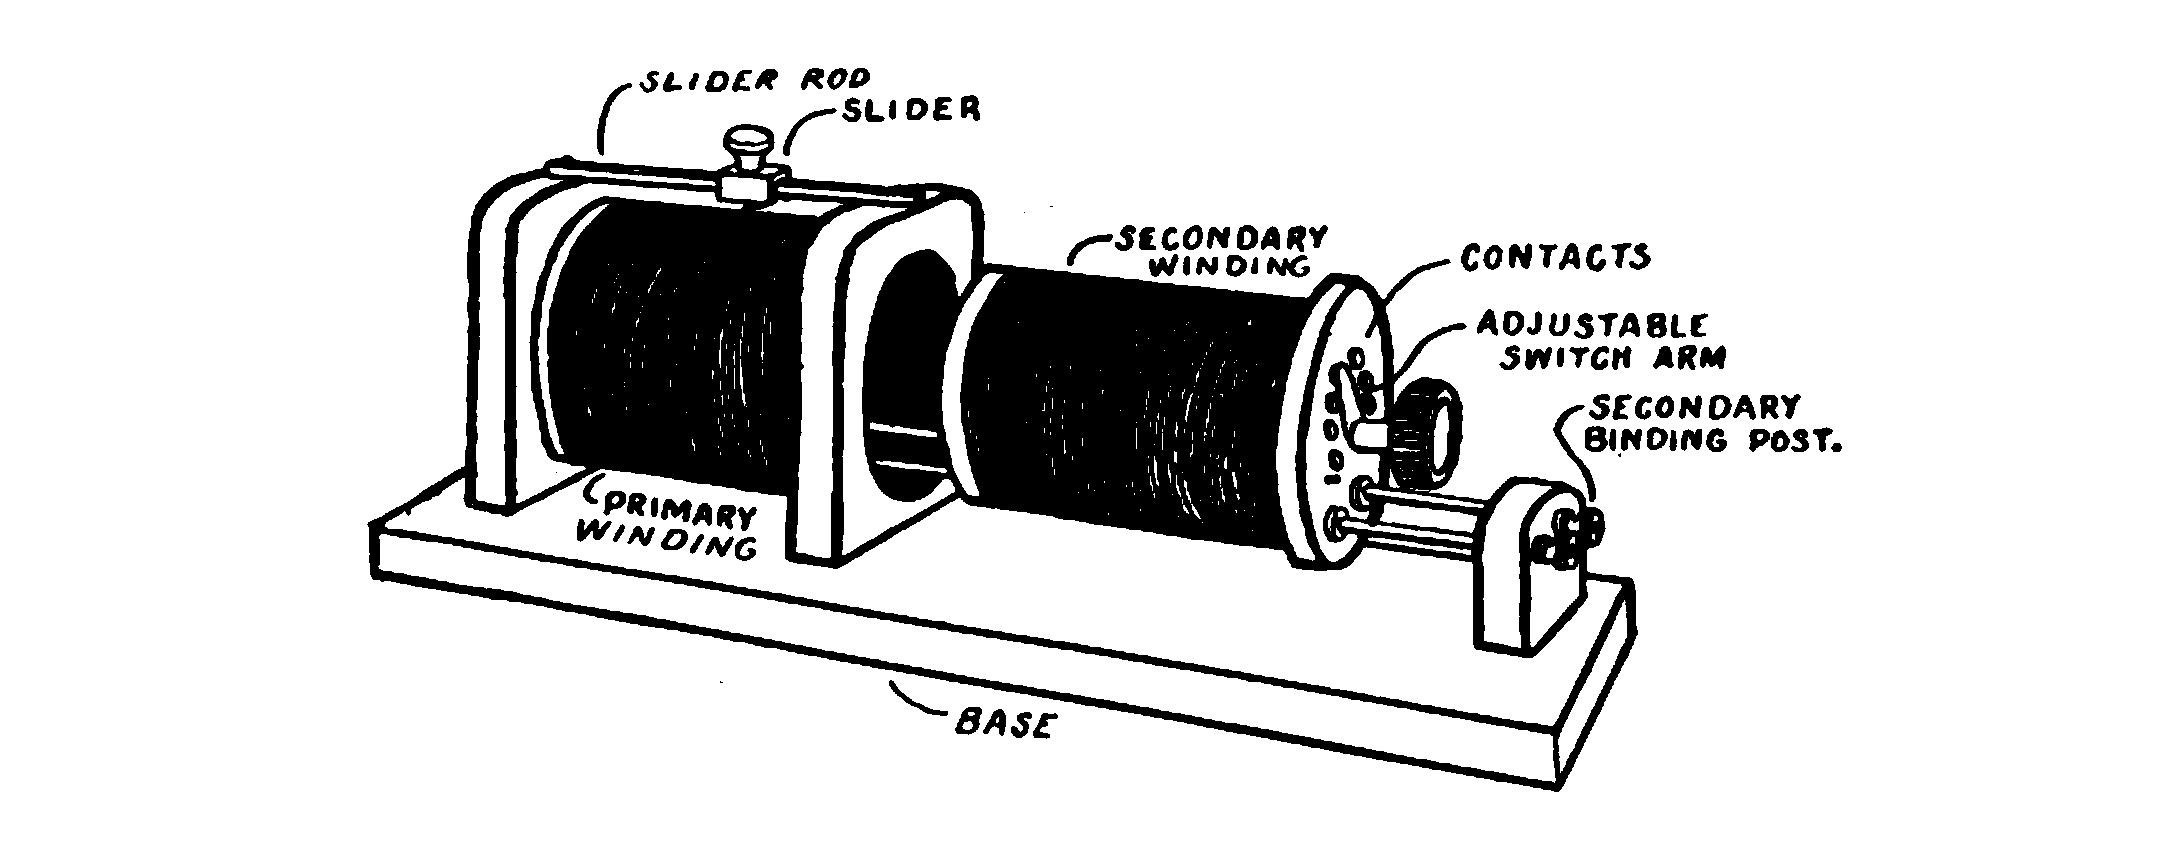 SLIDER ROD
SLIDER
SECONDARY
WINDING
CONTACTS
ADJUSTABLE
SWITCH ARM
SECONDARY
BINDING POST.
PRIMARY
WINDING
BASE